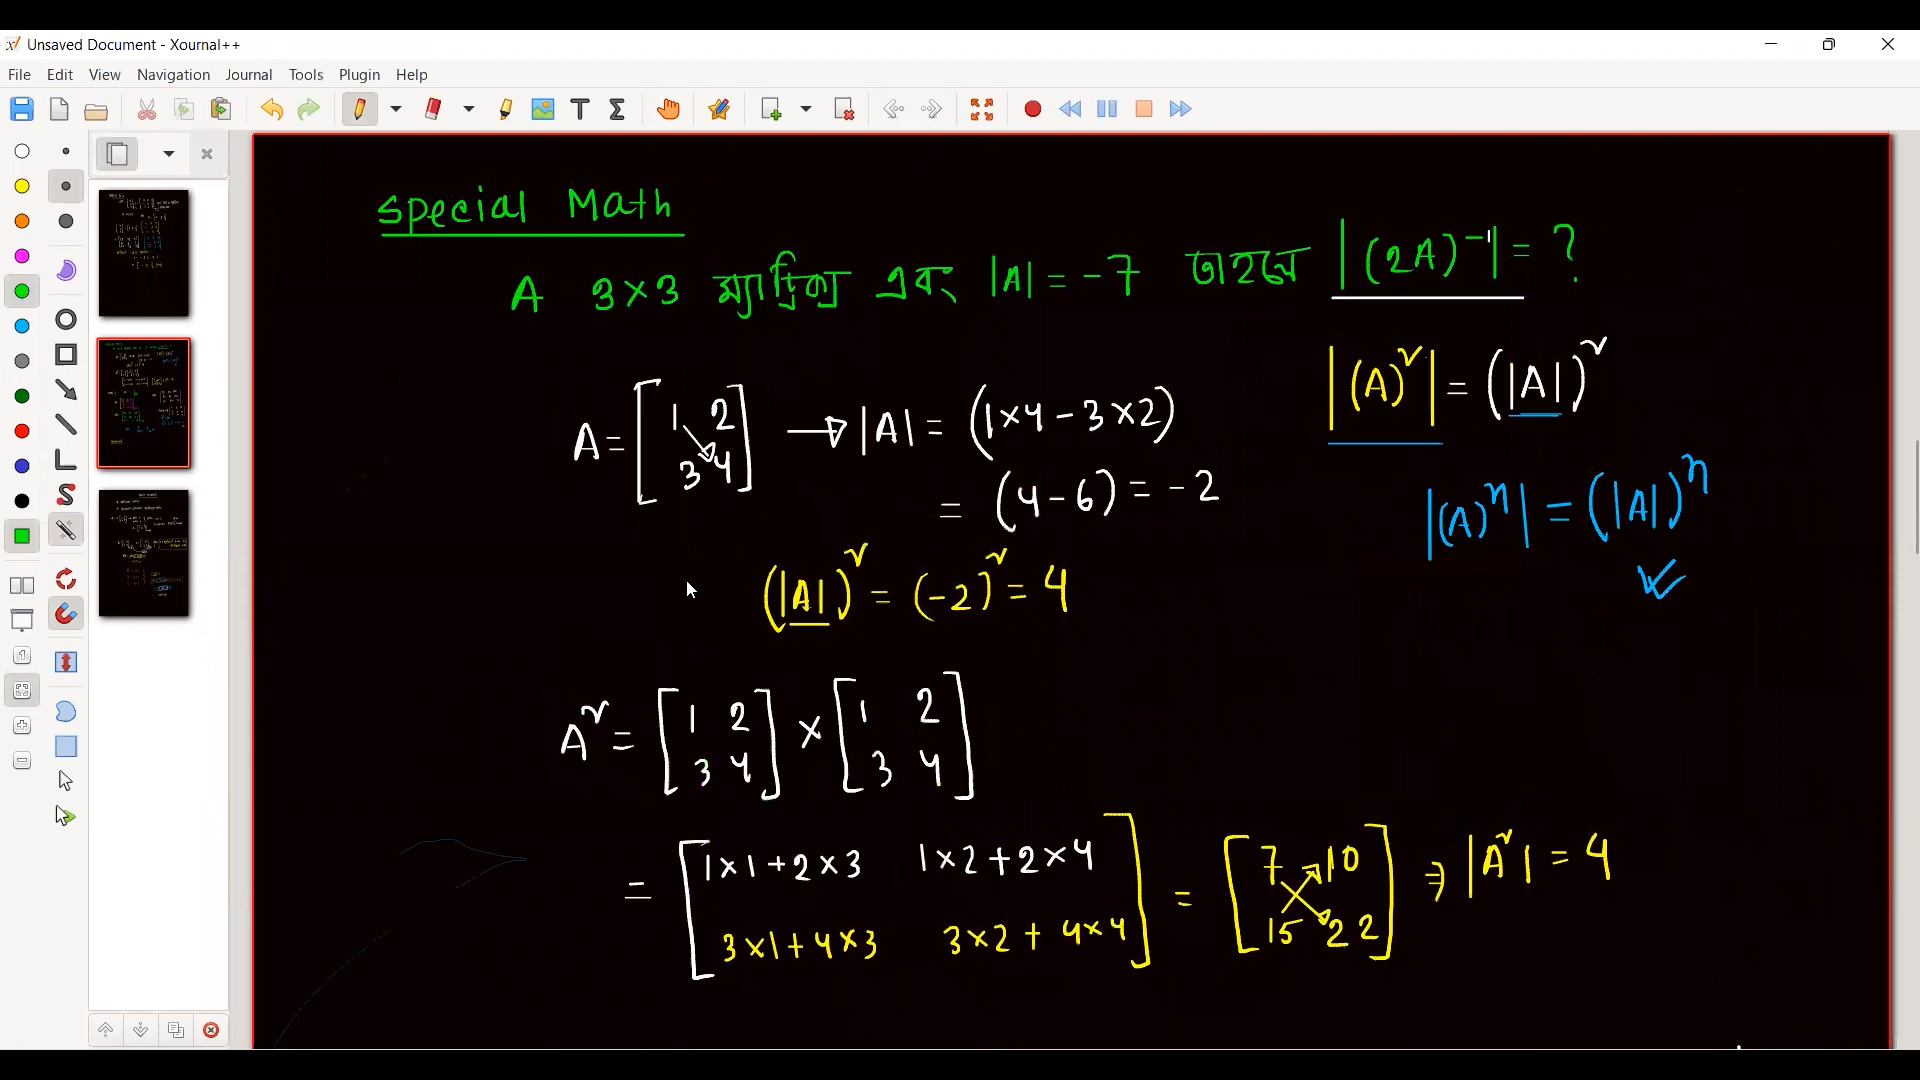 Unsaved Document - Xournal++
File Edit View Navigation Journal Tools Plugin Help
Special Math
A 3×3 ম্যাট্রিক্স এবং |A| = -7 তাহলে |(2A)⁻¹| = ?
|(A)²| = (|A|)²
A = [1 2 → |A| = (1×4 - 3×2)
3 4]
= (4-6) = -2
|(A)ⁿ| = (|A|)ⁿ
(|A|)² = (-2)² = 4
A² = [1 2 × [1 2
3 4] 3 4]
= [1×1+2×3 1×2+2×4 = [7 10 ⇒ |A²| = 4
3×1+4×3 3×2+4×4] 15 22]